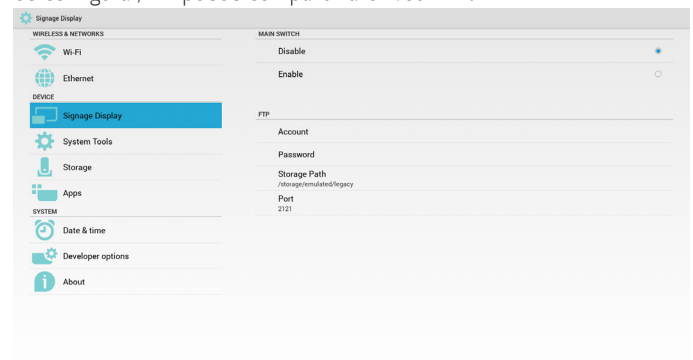 Signage Display
WIRELESS & NETWORKS
Wi-Fi
Ethernet
DEVICE
Signage Display
System Tools
Storage
Apps
SYSTEM
Date & time
Developer options
About
MAIN SWITCH
Disable
Enable
FTP
Account
Password
Storage Path
/storage/emulated/legacy
Port
2121